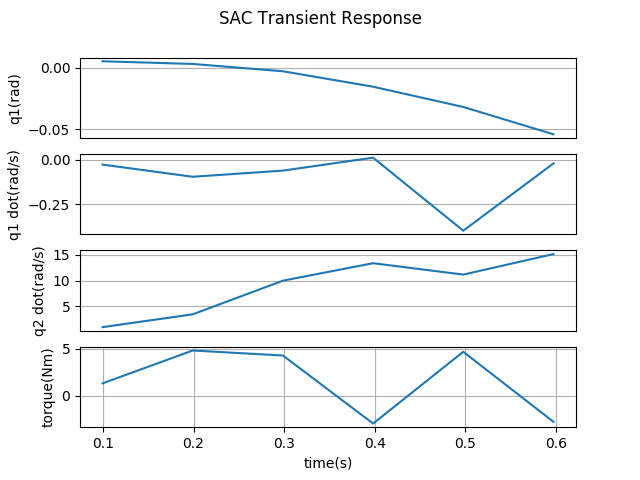 SAC Transient Response
q1(rad)
0.00
−0.05
q1 dot(rad/s)
0.00
−0.25
q2 dot(rad/s)
15
10
5
torque(Nm)
5
0
0.1 0.2 0.3 0.4 0.5 0.6
time(s)